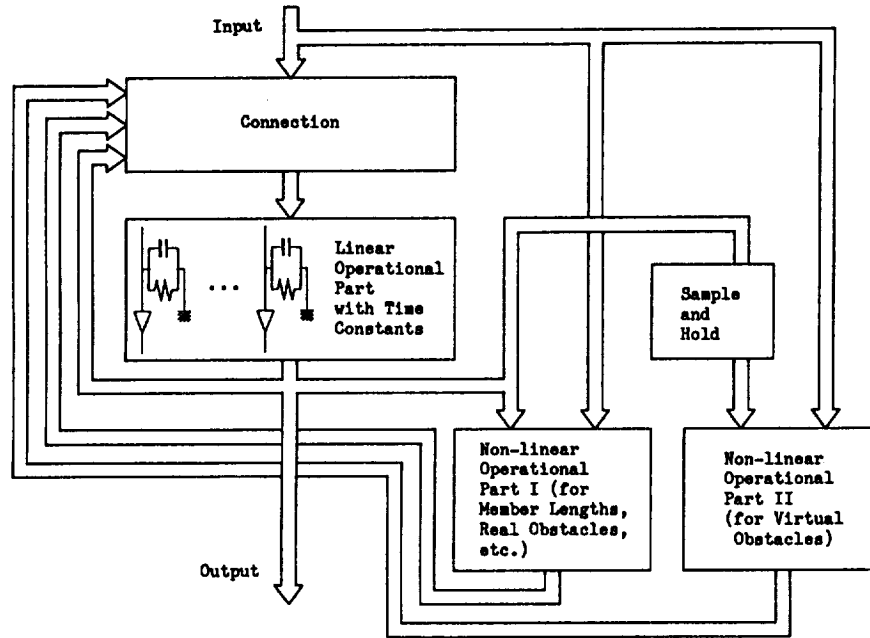 Input
Connection
Linear
Operational
Part
with Time
Constants
Sample
and
Hold
Non-linear
Operational
Part I (for
Member Lengths,
Real Obstacles,
etc.)
Non-linear
Operational
Part II
(for Virtual
Obstacles)
Output